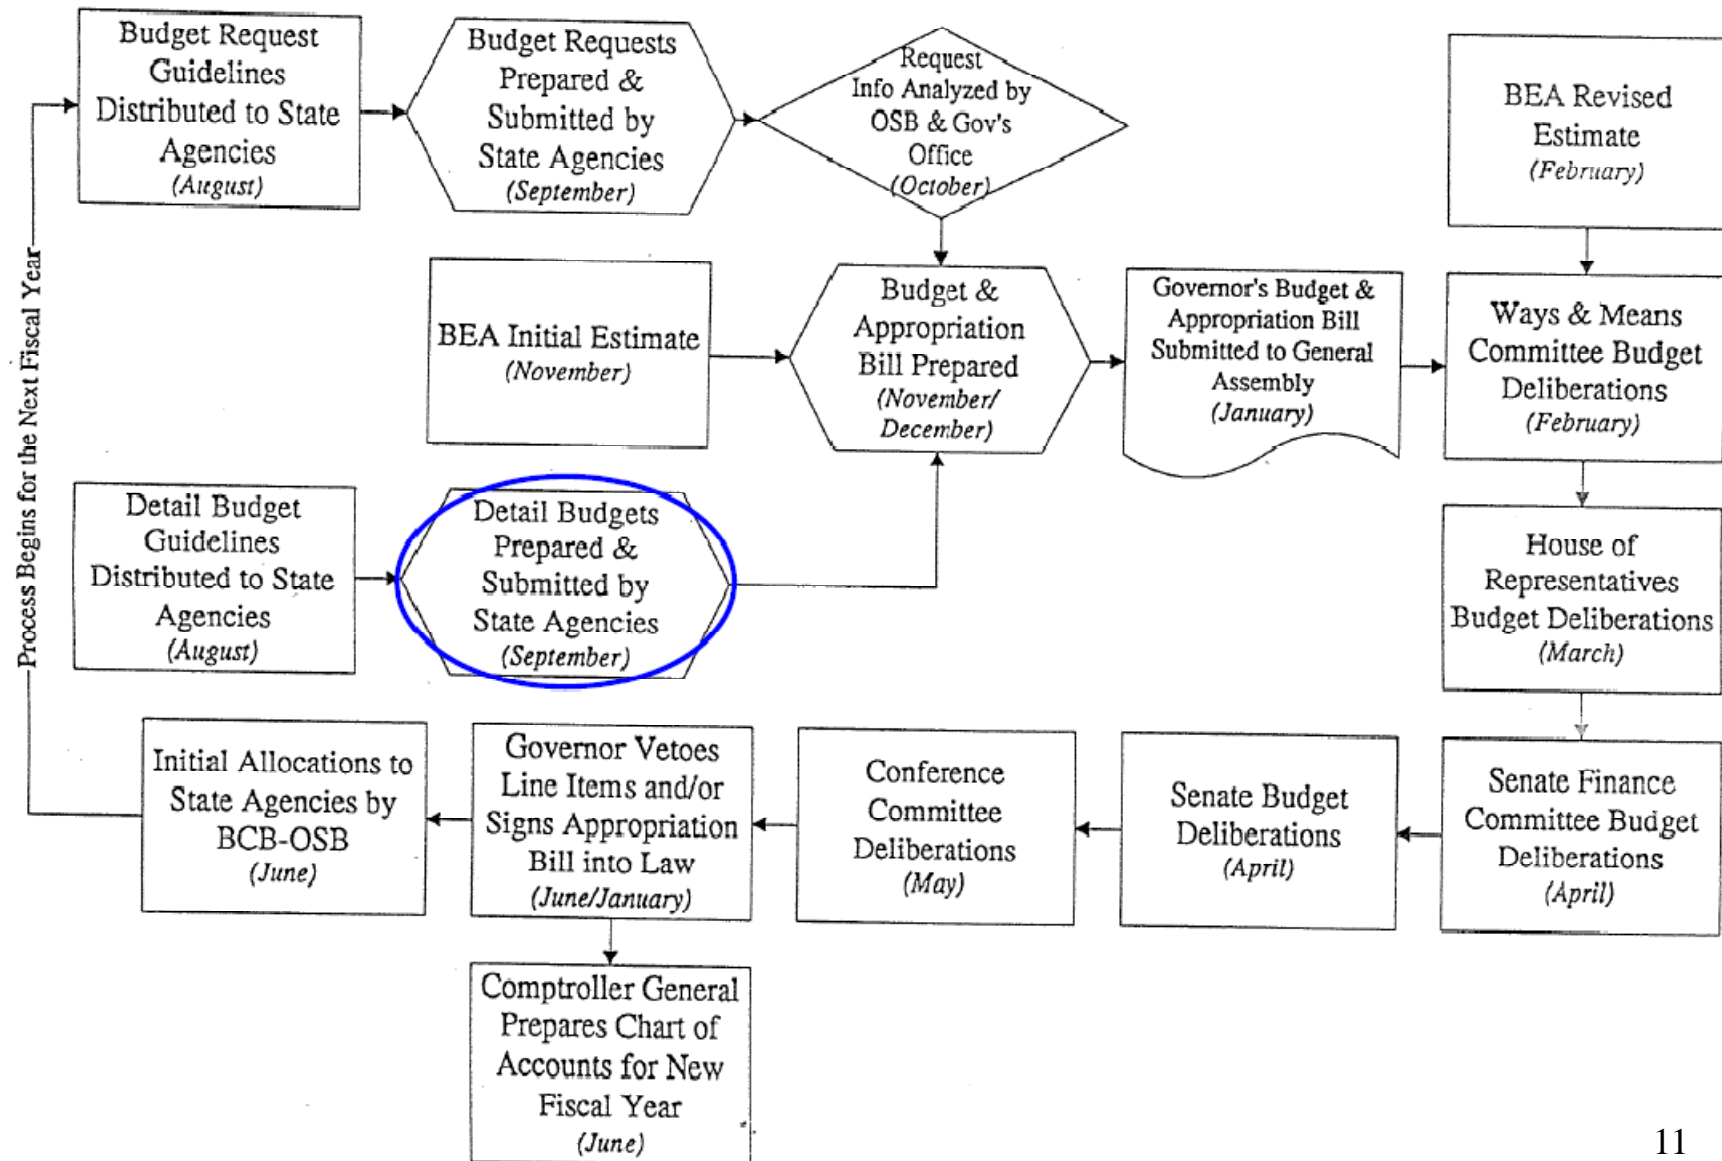 Budget Request
Guidelines
Distributed to State
Agencies
(August)
Budget Requests
Prepared &
Submitted by
State Agencies
(September)
Request
Info Analyzed by
OSB & Gov's
Office
(October)
BEA Revised
Estimate
(February)
Process Begins for the Next Fiscal Year
BEA Initial Estimate
(November)
Budget &
Appropriation
Bill Prepared
(November/
December)
Governor's Budget &
Appropriation Bill
Submitted to General
Assembly
(January)
Ways & Means
Committee Budget
Deliberations
(February)
Detail Budget
Guidelines
Distributed to State
Agencies
(August)
Detail Budgets
Prepared &
Submitted by
State Agencies
(September)
House of
Representatives
Budget Deliberations
(March)
Initial Allocations to
State Agencies by
BCB-OSB
(June)
Governor Vetoes
Line Items and/or
Signs Appropriation
Bill into Law
(June/January)
Conference
Committee
Deliberations
(May)
Senate Budget
Deliberations
(April)
Senate Finance
Committee Budget
Deliberations
(April)
Comptroller General
Prepares Chart of
Accounts for New
Fiscal Year
(June)
11